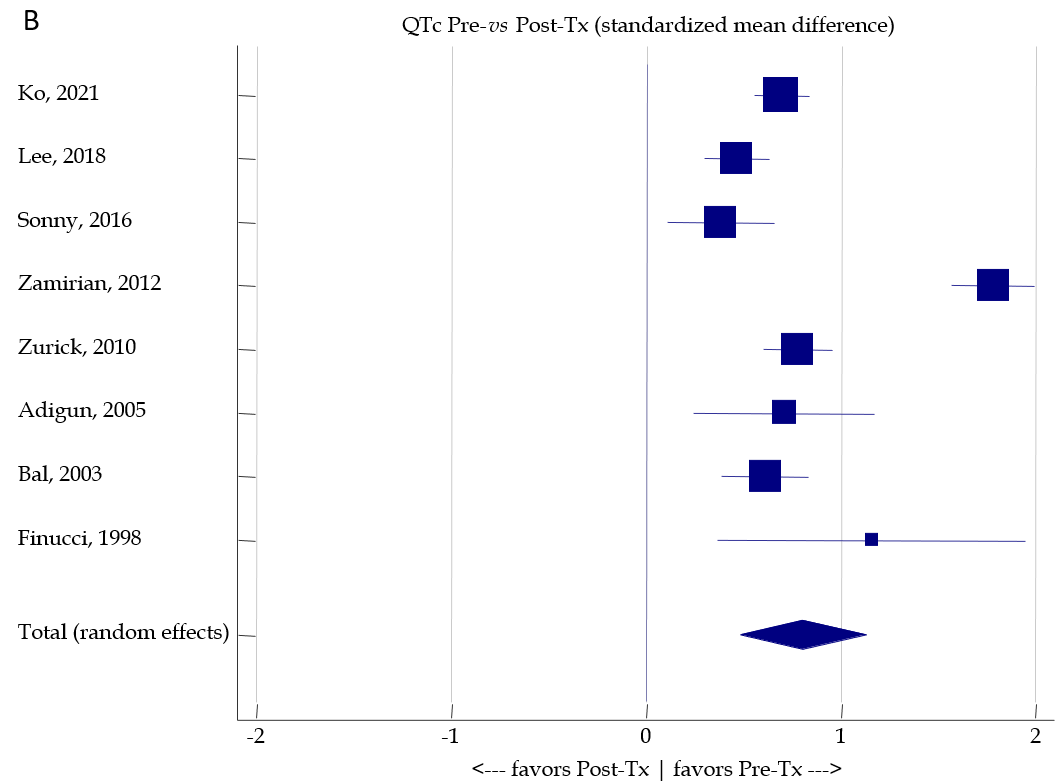 B
QTc Pre-vs Post-Tx (standardized mean difference)
Ko, 2021
Lee, 2018
Sonny, 2016
Zamirian, 2012
Zurick, 2010
Adigun, 2005
Bal, 2003
Finucci, 1998
Total (random effects)
-2 -1 0 1 2
<--- favors Post-Tx | favors Pre-Tx --->